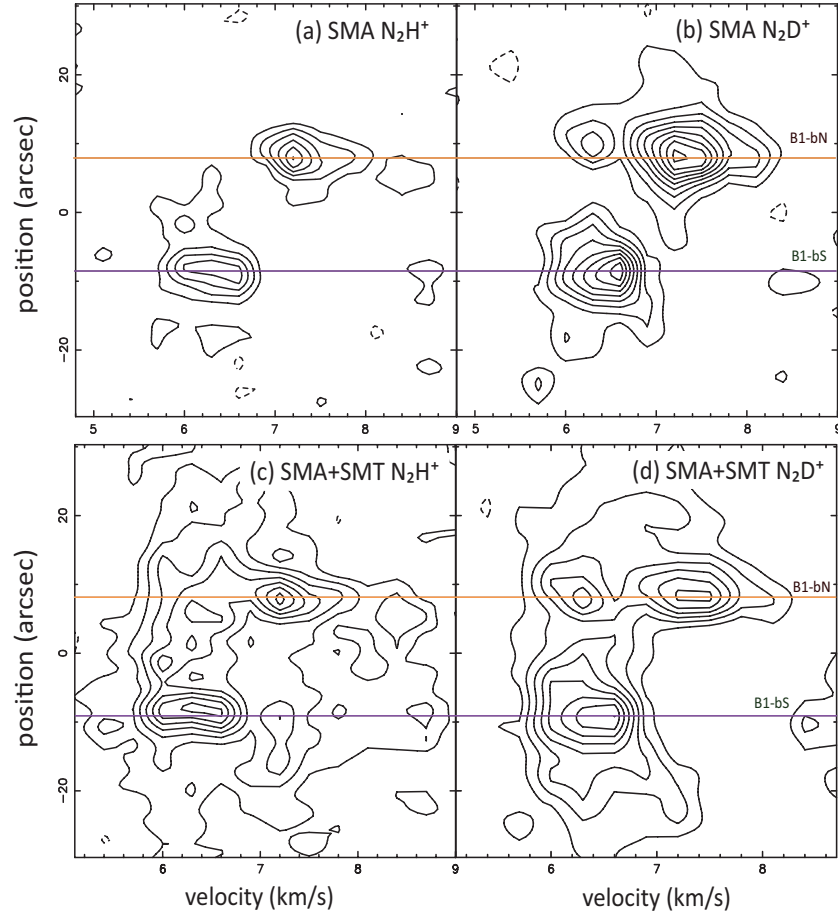 (a) SMA N₂H⁺
(b) SMA N₂D⁺
B1-bN
B1-bS
position (arcsec)
20
0
−20
5 6 7 8 9
5 6 7 8 9
(c) SMA+SMT N₂H⁺
(d) SMA+SMT N₂D⁺
B1-bN
B1-bS
position (arcsec)
20
0
−20
6 7 8 9
6 7 8
velocity (km/s)
velocity (km/s)